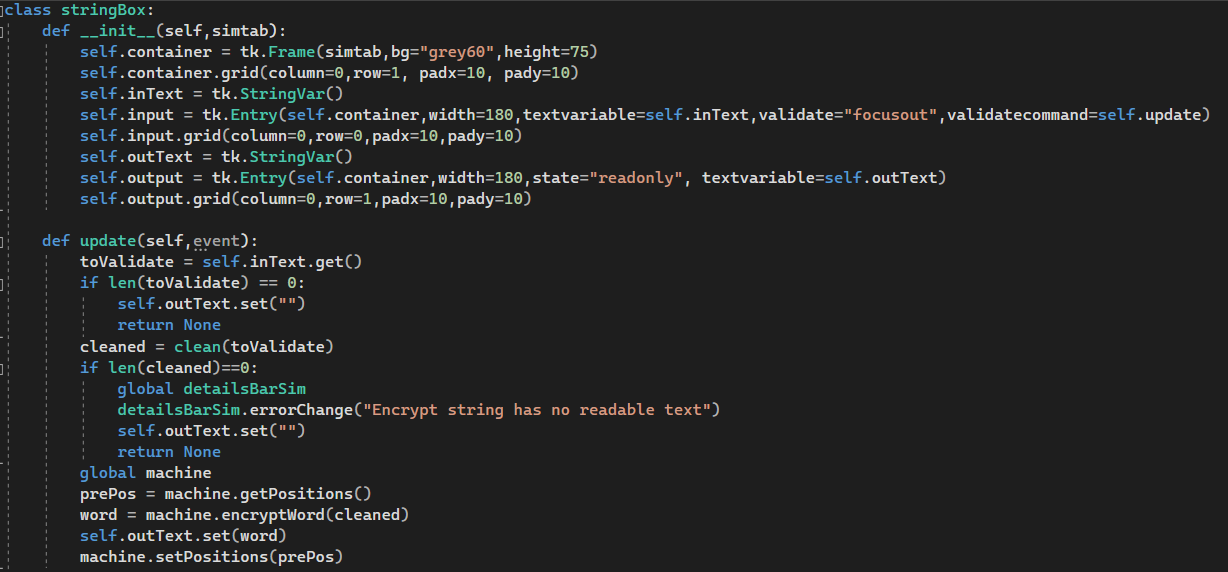 class stringBox:
    def __init__(self,simtab):
        self.container = tk.Frame(simtab,bg="grey60",height=75)
        self.container.grid(column=0,row=1, padx=10, pady=10)
        self.inText = tk.StringVar()
        self.input = tk.Entry(self.container,width=180,textvariable=self.inText,validate="focusout",validatecommand=self.update)
        self.input.grid(column=0,row=0,padx=10,pady=10)
        self.outText = tk.StringVar()
        self.output = tk.Entry(self.container,width=180,state="readonly", textvariable=self.outText)
        self.output.grid(column=0,row=1,padx=10,pady=10)

    def update(self,event):
        toValidate = self.inText.get()
        if len(toValidate) == 0:
            self.outText.set("")
            return None
        cleaned = clean(toValidate)
        if len(cleaned)==0:
            global detailsBarSim
            detailsBarSim.errorChange("Encrypt string has no readable text")
            self.outText.set("")
            return None
        global machine
        prePos = machine.getPositions()
        word = machine.encryptWord(cleaned)
        self.outText.set(word)
        machine.setPositions(prePos)